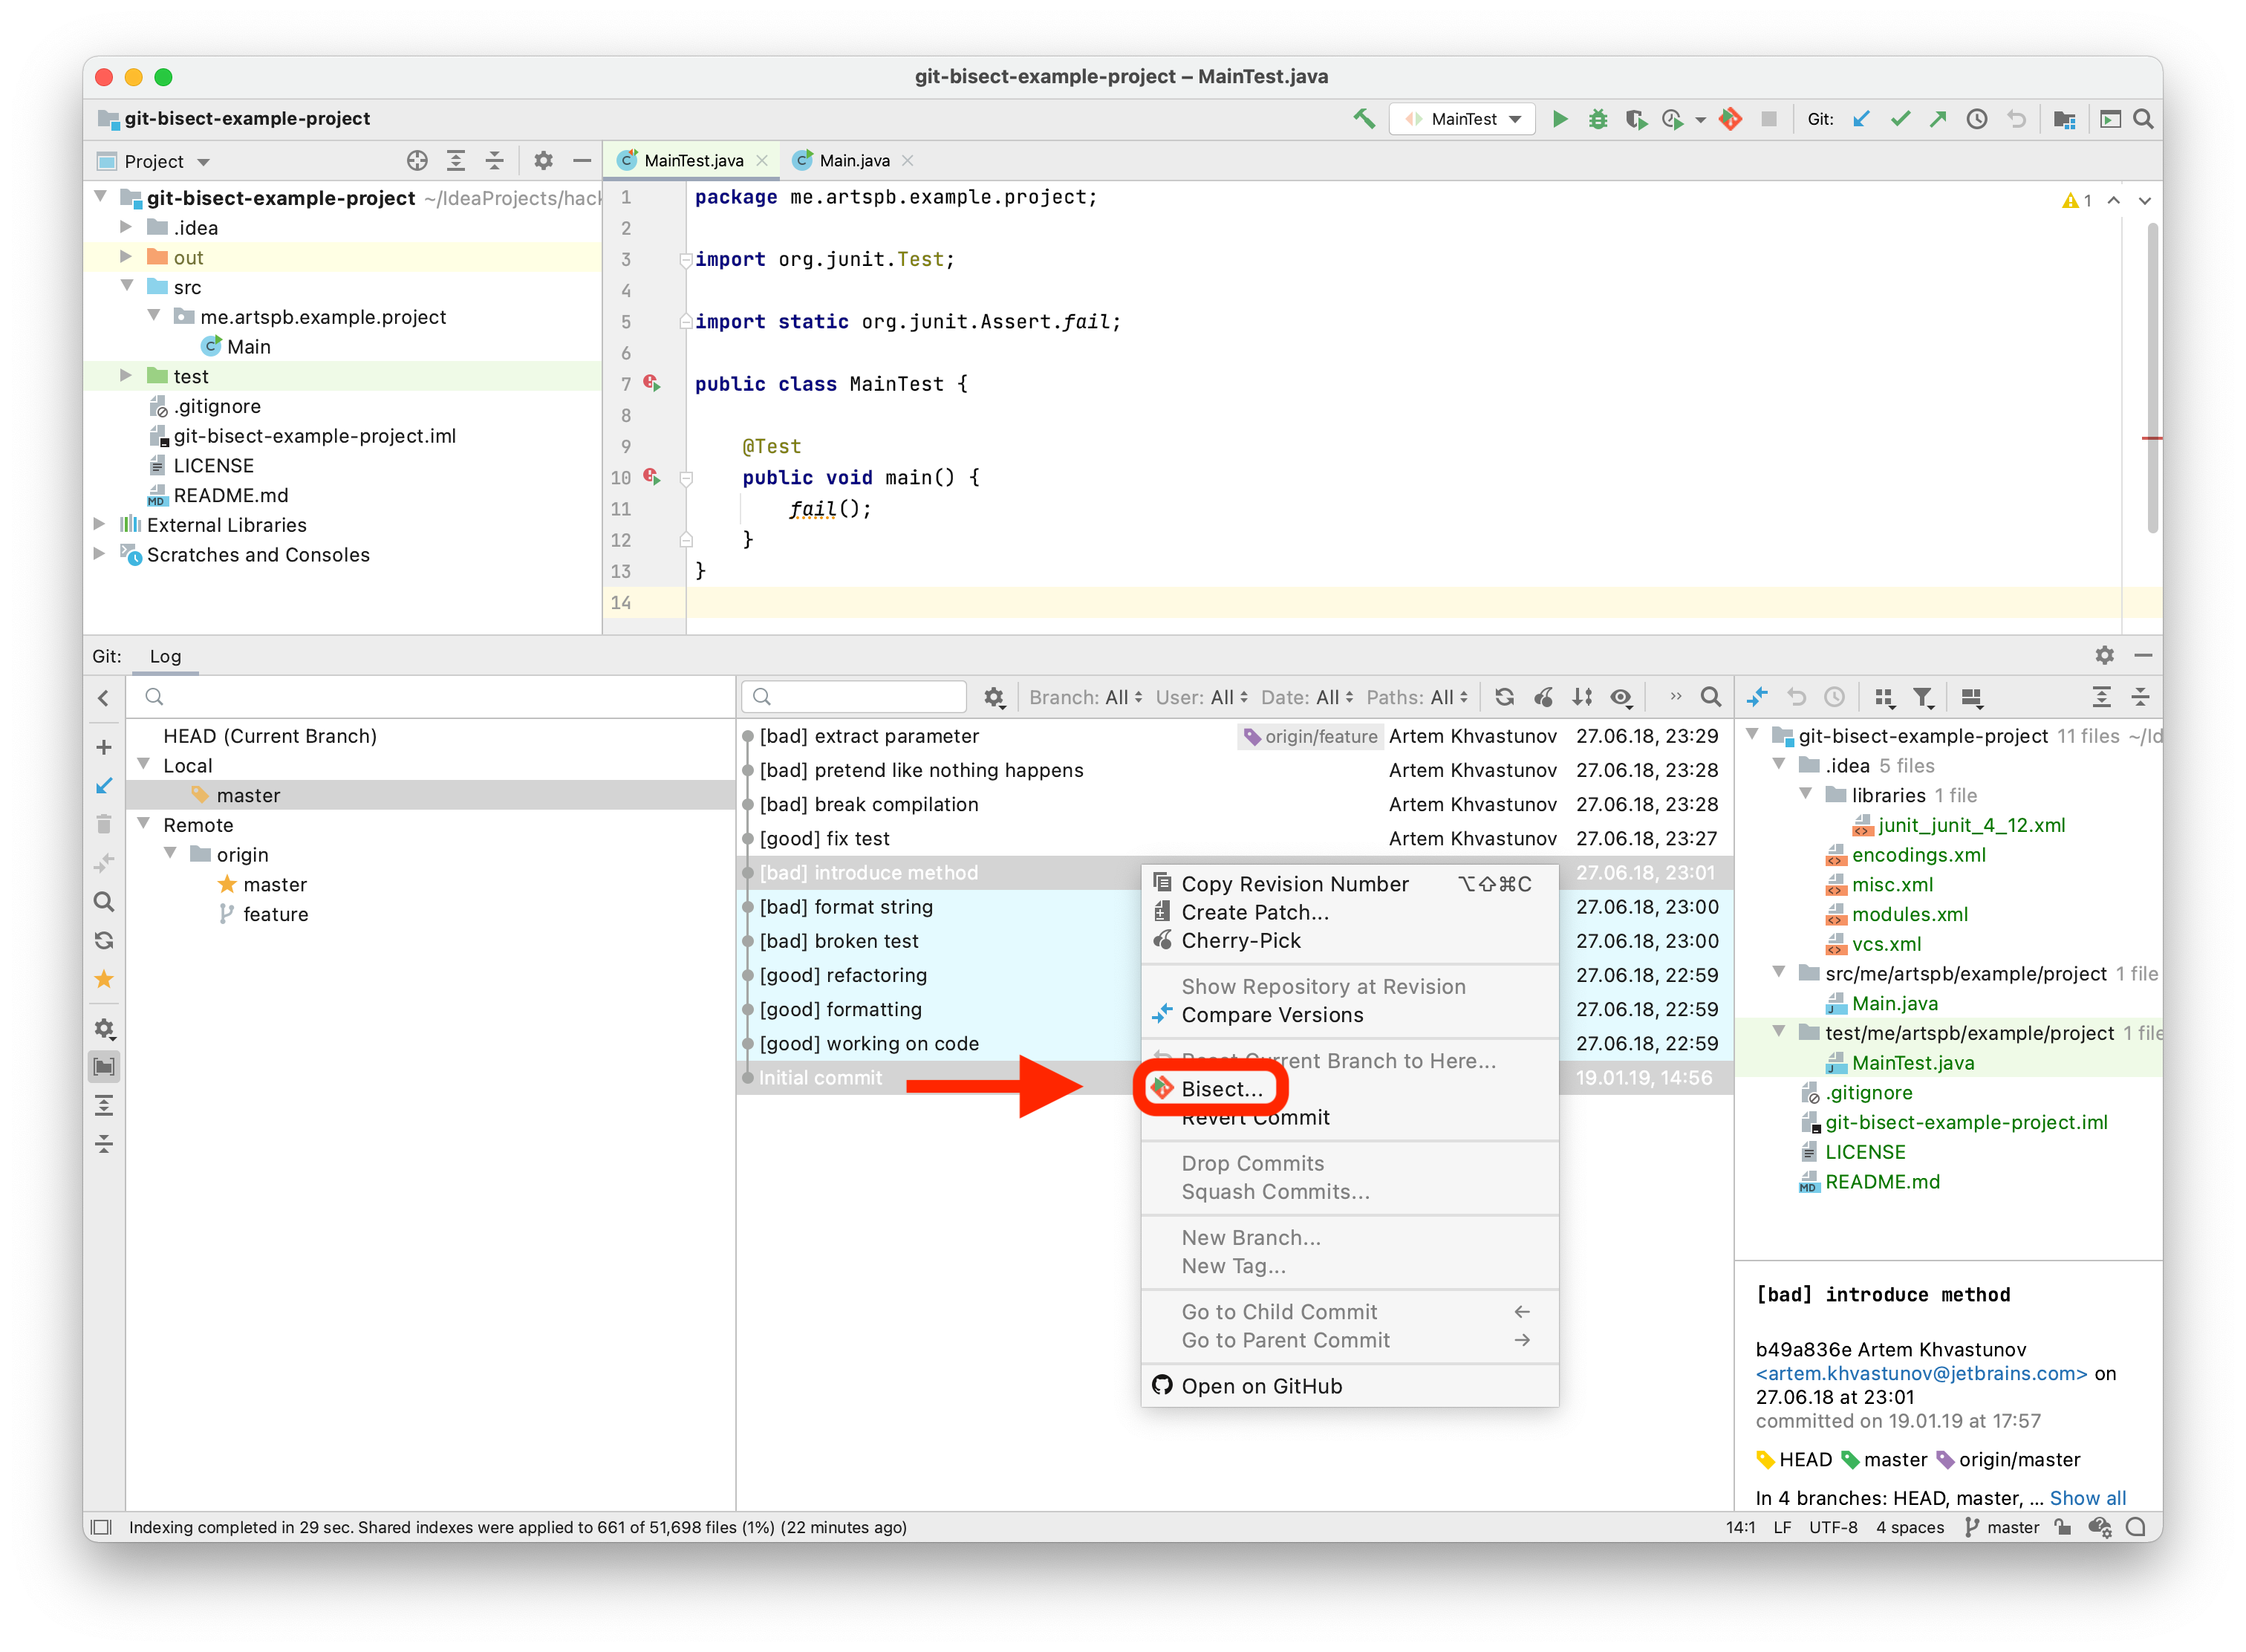 git-bisect-example-project – MainTest.java
git-bisect-example-project
MainTest
Git:
Project
MainTest.java
Main.java
git-bisect-example-project ~/IdeaProjects/hack
.idea
out
src
me.artspb.example.project
Main
test
.gitignore
git-bisect-example-project.iml
LICENSE
README.md
External Libraries
Scratches and Consoles
1 package me.artspb.example.project;
2
3 import org.junit.Test;
4
5 import static org.junit.Assert.fail;
6
7 public class MainTest {
8
9 @Test
10 public void main() {
11 fail();
12 }
13 }
14
1
Git: Log
HEAD (Current Branch)
Local
master
Remote
origin
master
feature
Branch: All User: All Date: All Paths: All
[bad] extract parameter origin/feature Artem Khvastunov 27.06.18, 23:29
[bad] pretend like nothing happens Artem Khvastunov 27.06.18, 23:28
[bad] break compilation Artem Khvastunov 27.06.18, 23:28
[good] fix test Artem Khvastunov 27.06.18, 23:27
[bad] introduce method 27.06.18, 23:01
[bad] format string 27.06.18, 23:00
[bad] broken test 27.06.18, 23:00
[good] refactoring 27.06.18, 22:59
[good] formatting 27.06.18, 22:59
[good] working on code 27.06.18, 22:59
Initial commit 19.01.19, 14:56
Copy Revision Number ⌥⇧⌘C
Create Patch...
Cherry-Pick
Show Repository at Revision
Compare Versions
Reset Current Branch to Here...
Bisect...
Revert Commit
Drop Commits
Squash Commits...
New Branch...
New Tag...
Go to Child Commit ←
Go to Parent Commit →
Open on GitHub
git-bisect-example-project 11 files ~/Id
.idea 5 files
libraries 1 file
junit_junit_4_12.xml
encodings.xml
misc.xml
modules.xml
vcs.xml
src/me/artspb/example/project 1 file
Main.java
test/me/artspb/example/project 1 file
MainTest.java
.gitignore
git-bisect-example-project.iml
LICENSE
README.md
[bad] introduce method
b49a836e Artem Khvastunov
<artem.khvastunov@jetbrains.com> on
27.06.18 at 23:01
committed on 19.01.19 at 17:57
HEAD master origin/master
In 4 branches: HEAD, master, ... Show all
Indexing completed in 29 sec. Shared indexes were applied to 661 of 51,698 files (1%) (22 minutes ago)
14:1 LF UTF-8 4 spaces master